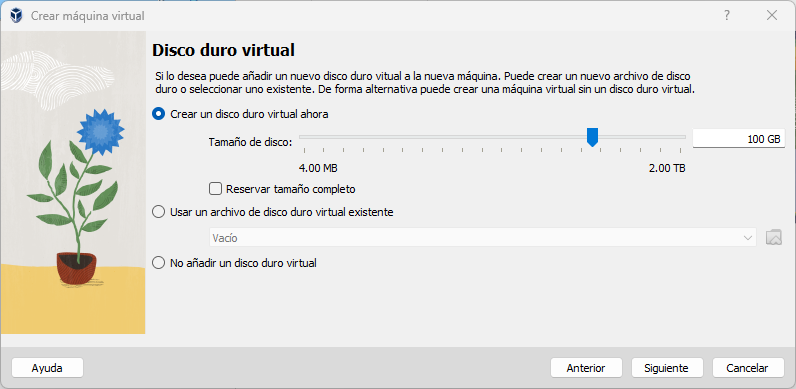 Crear máquina virtual
Disco duro virtual
Si lo desea puede añadir un nuevo disco duro vitual a la nueva máquina. Puede crear un nuevo archivo de disco
duro o seleccionar uno existente. De forma alternativa puede crear una máquina virtual sin un disco duro virtual.
Crear un disco duro virtual ahora
Tamaño de disco:
100 GB
4.00 MB
2.00 TB
Reservar tamaño completo
Usar un archivo de disco duro virtual existente
Vacío
No añadir un disco duro virtual
Ayuda
Anterior
Siguiente
Cancelar